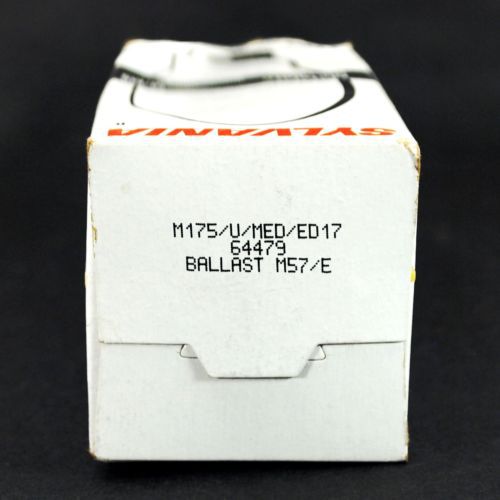 SYLVANIA
M175/U/MED/ED17
64479
BALLAST M57/E